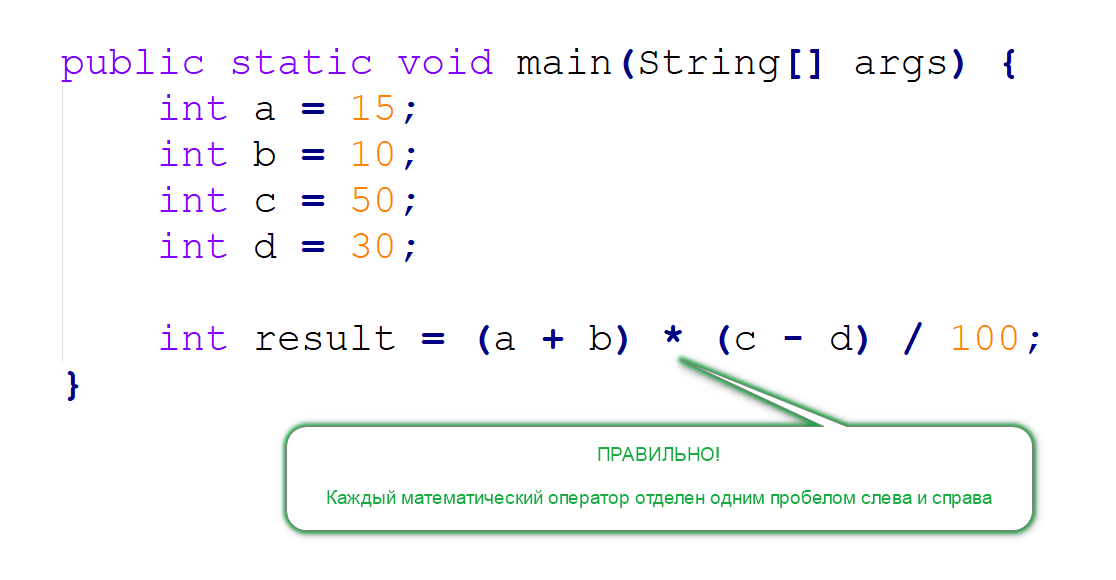 public static void main(String[] args) {
    int a = 15;
    int b = 10;
    int c = 50;
    int d = 30;
    int result = (a + b) * (c - d) / 100;
}
ПРАВИЛЬНО!
Каждый математический оператор отделен одним пробелом слева и справа